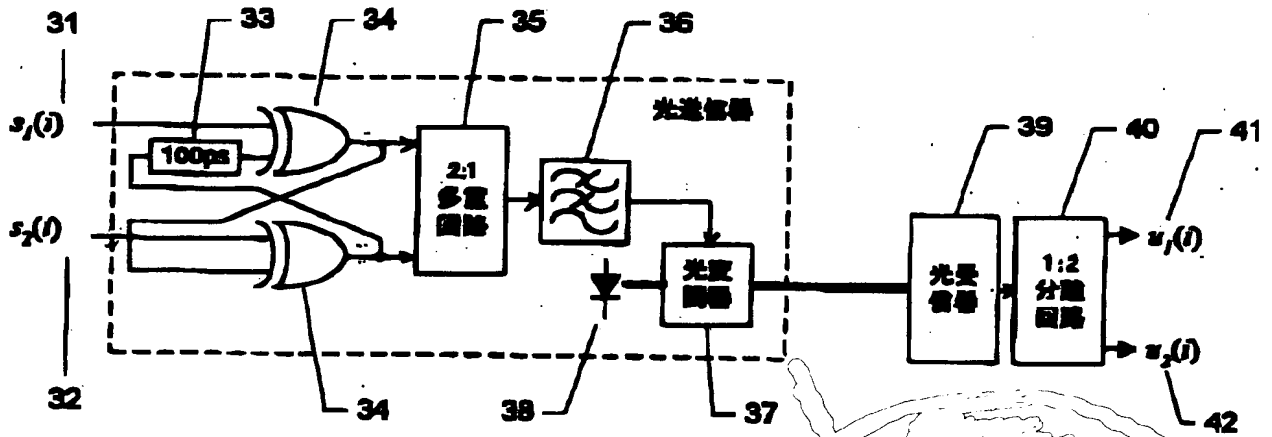 31
33
34
35
36
39
40
41
s₁(i)
100ps
光送信器
2:1
多重
回路
s₂(i)
光変
調器
光受
信器
1:2
分離
回路
u₁(i)
u₂(i)
32
34
38
37
42